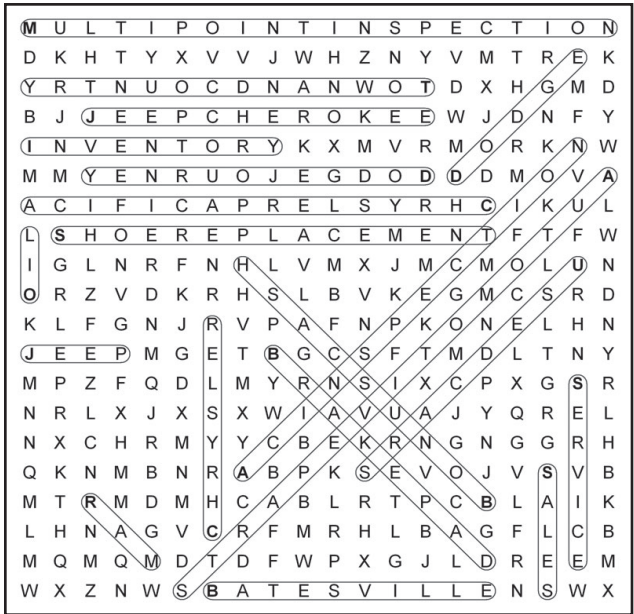 M U L T I P O I N T I N S P E C T I O N
D K H T Y X V V J W H Z N Y V M T R E K
Y R T N U O C D N A N W O T D X H G M D
B J J E E P C H E R O K E E W J D N F Y
I N V E N T O R Y K X M V R M O R K N W
M M Y E N R U O J E G D O D D D M O V A
A C I F I C A P R E L S Y R H C I K U L
L S H O E R E P L A C E M E N T F T F W
I G L N R F N H L V M X J M C M O L U N
O R Z V D K R H S L B V K E G M C S R D
K L F G N J R V P A F N P K O N E L H N
J E E P M G E T B G C S F T M D L T N Y
M P Z F Q D L M Y R N S I X C P X G S R
N R L X J X S X W I A V U A J Y Q R E L
N X C H R M Y Y C B E K R N G N G G R H
Q K N M B N R A B P K S E V O J V S V B
M T R M D M H C A B L R T P C B L A I K
L H N A G V C R F M R H L B A G F L C B
M Q M Q M D T D F W P X G J L D R E E M
W X Z N W S B A T E S V I L L E N S W X